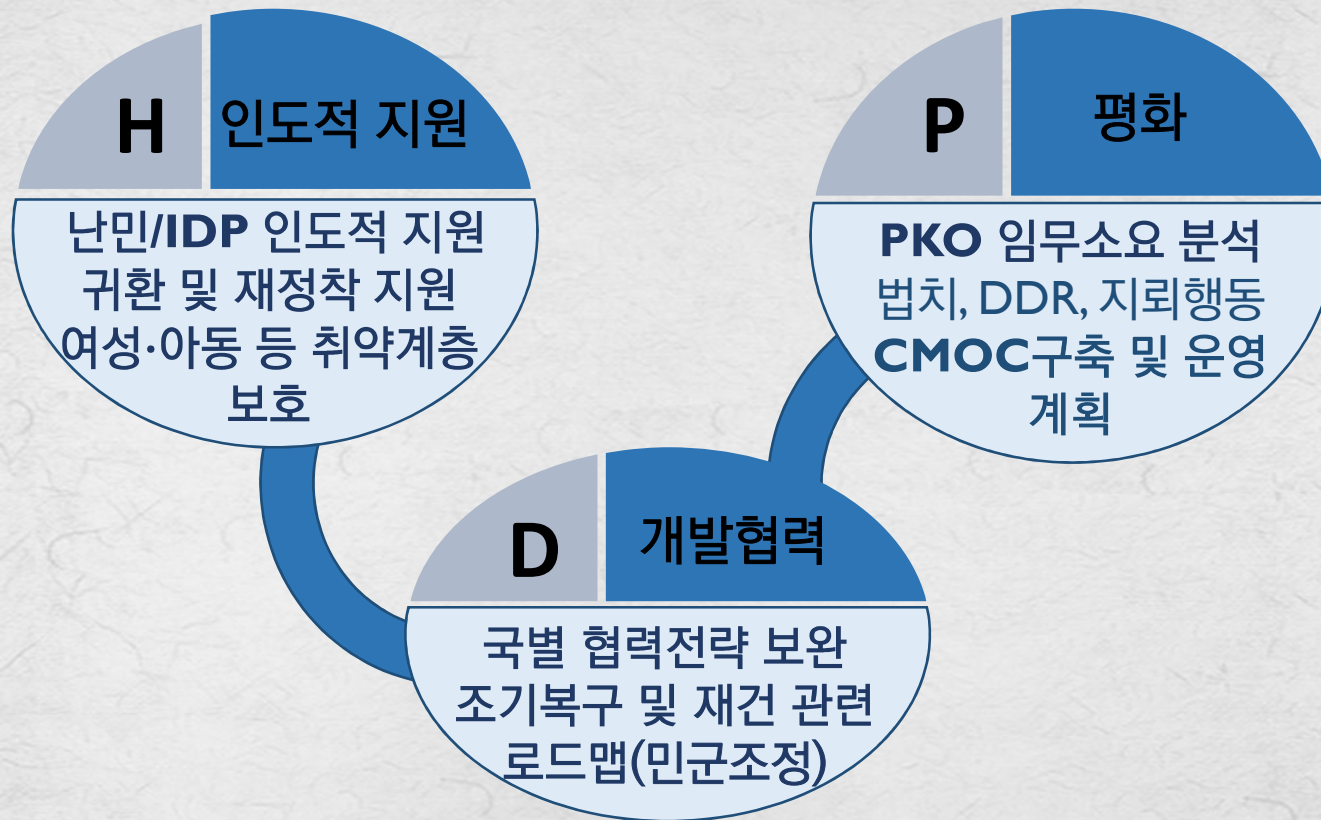 H
인도적 지원
난민/IDP 인도적 지원
귀환 및 재정착 지원
여성·아동 등 취약계층
보호
D
개발협력
국별 협력전략 보완
조기복구 및 재건 관련
로드맵(민군조정)
P
평화
PKO 임무소요 분석
법치, DDR, 지뢰행동
CMOC구축 및 운영
계획